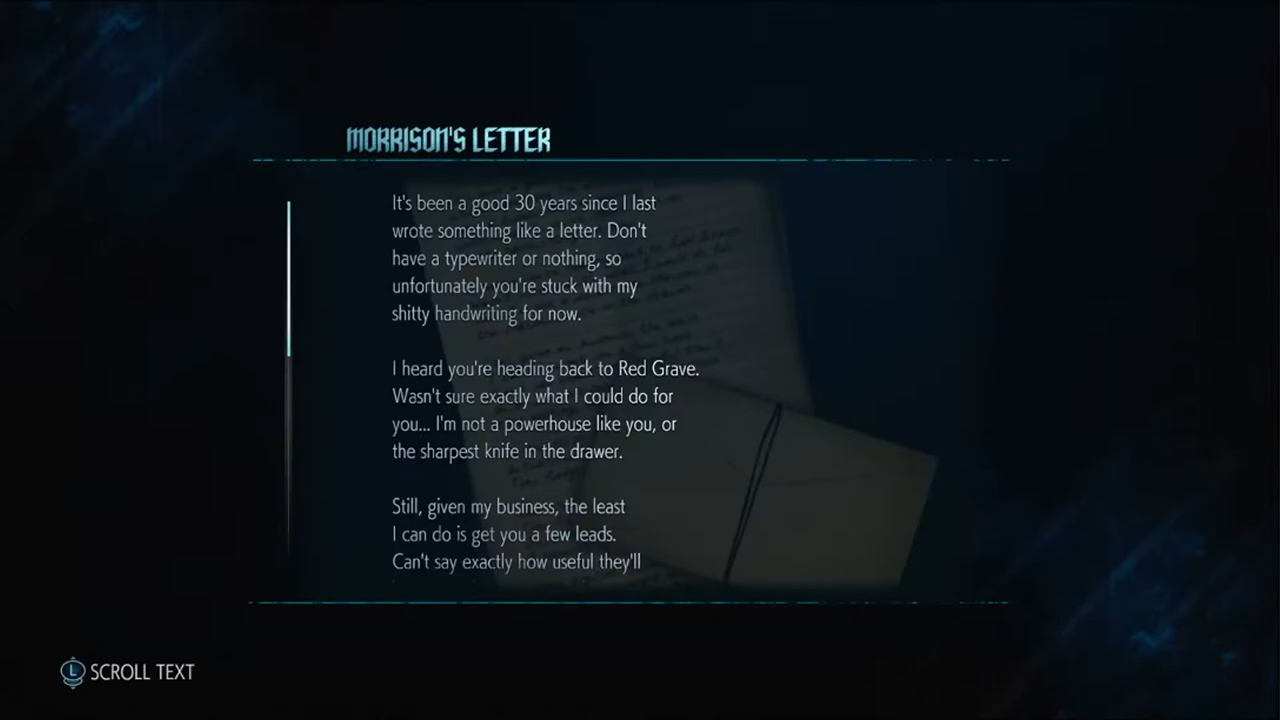 MORRISON'S LETTER
It's been a good 30 years since I last
wrote something like a letter. Don't
have a typewriter or nothing, so
unfortunately you're stuck with my
shitty handwriting for now.
I heard you're heading back to Red Grave.
Wasn't sure exactly what I could do for
you... I'm not a powerhouse like you, or
the sharpest knife in the drawer.
Still, given my business, the least
I can do is get you a few leads.
Can't say exactly how useful they'll
L SCROLL TEXT